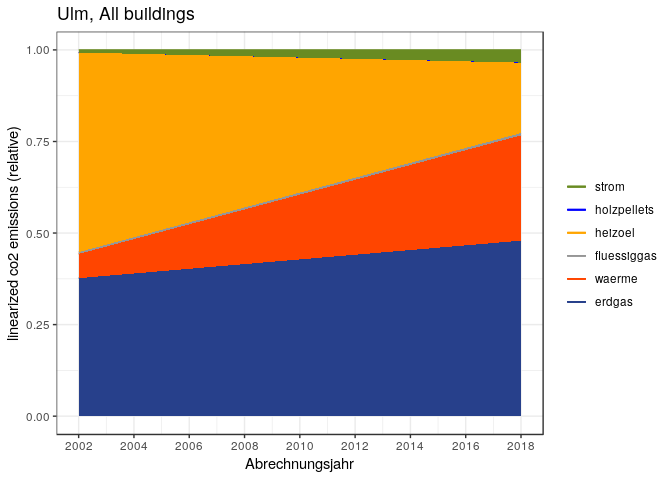 Ulm, All buildings
linearized co2 emissions (relative)
1.00
0.75
0.50
0.25
0.00
2002 2004 2006 2008 2010 2012 2014 2016 2018
Abrechnungsjahr
strom
holzpellets
heizoel
fluessiggas
waerme
erdgas